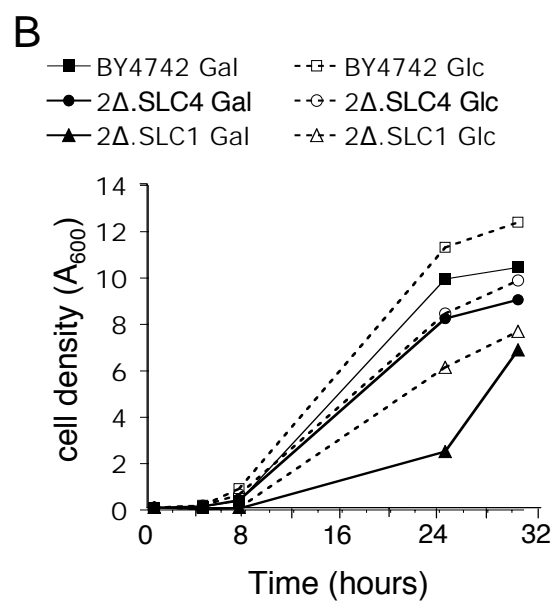 B
BY4742 Gal BY4742 Glc
2Δ.SLC4 Gal 2Δ.SLC4 Glc
2Δ.SLC1 Gal 2Δ.SLC1 Glc
14
12
10
8
6
4
2
0
cell density (A600)
0 8 16 24 32
Time (hours)